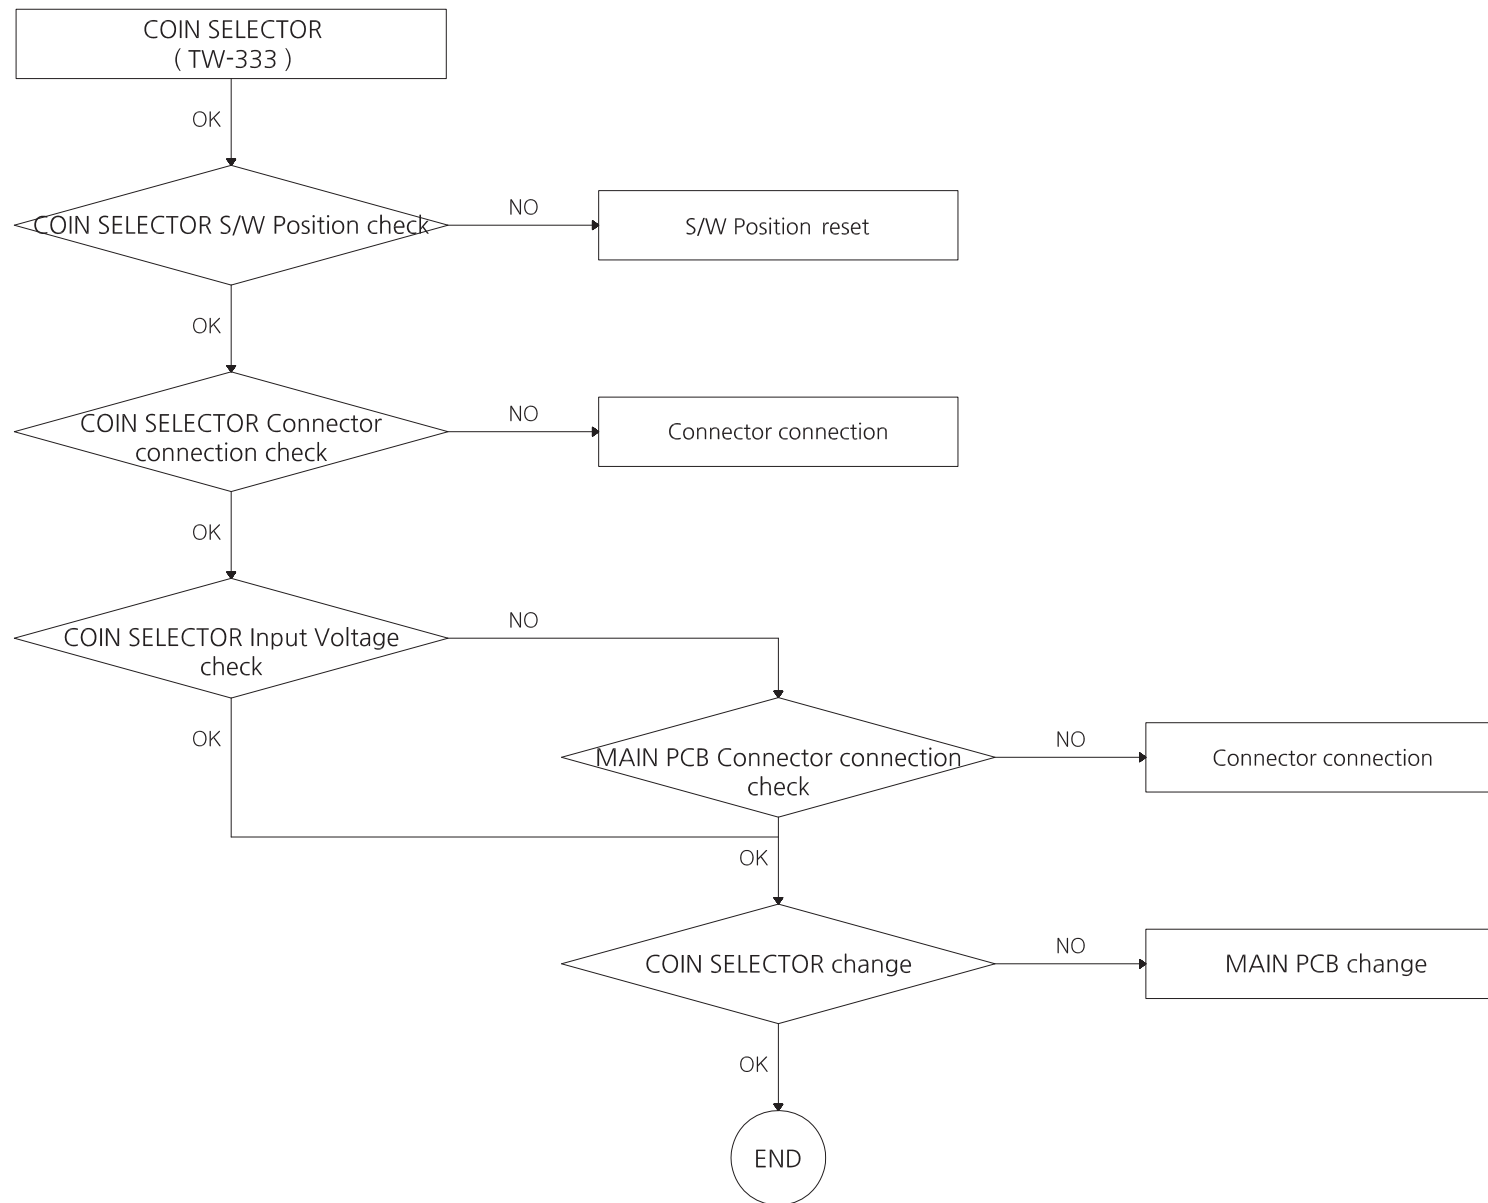 COIN SELECTOR
( TW-333 )
OK
COIN SELECTOR S/W Position check
NO
S/W Position reset
OK
COIN SELECTOR Connector
connection check
NO
Connector connection
OK
COIN SELECTOR Input Voltage
check
NO
OK
MAIN PCB Connector connection
check
NO
Connector connection
OK
COIN SELECTOR change
NO
MAIN PCB change
OK
END